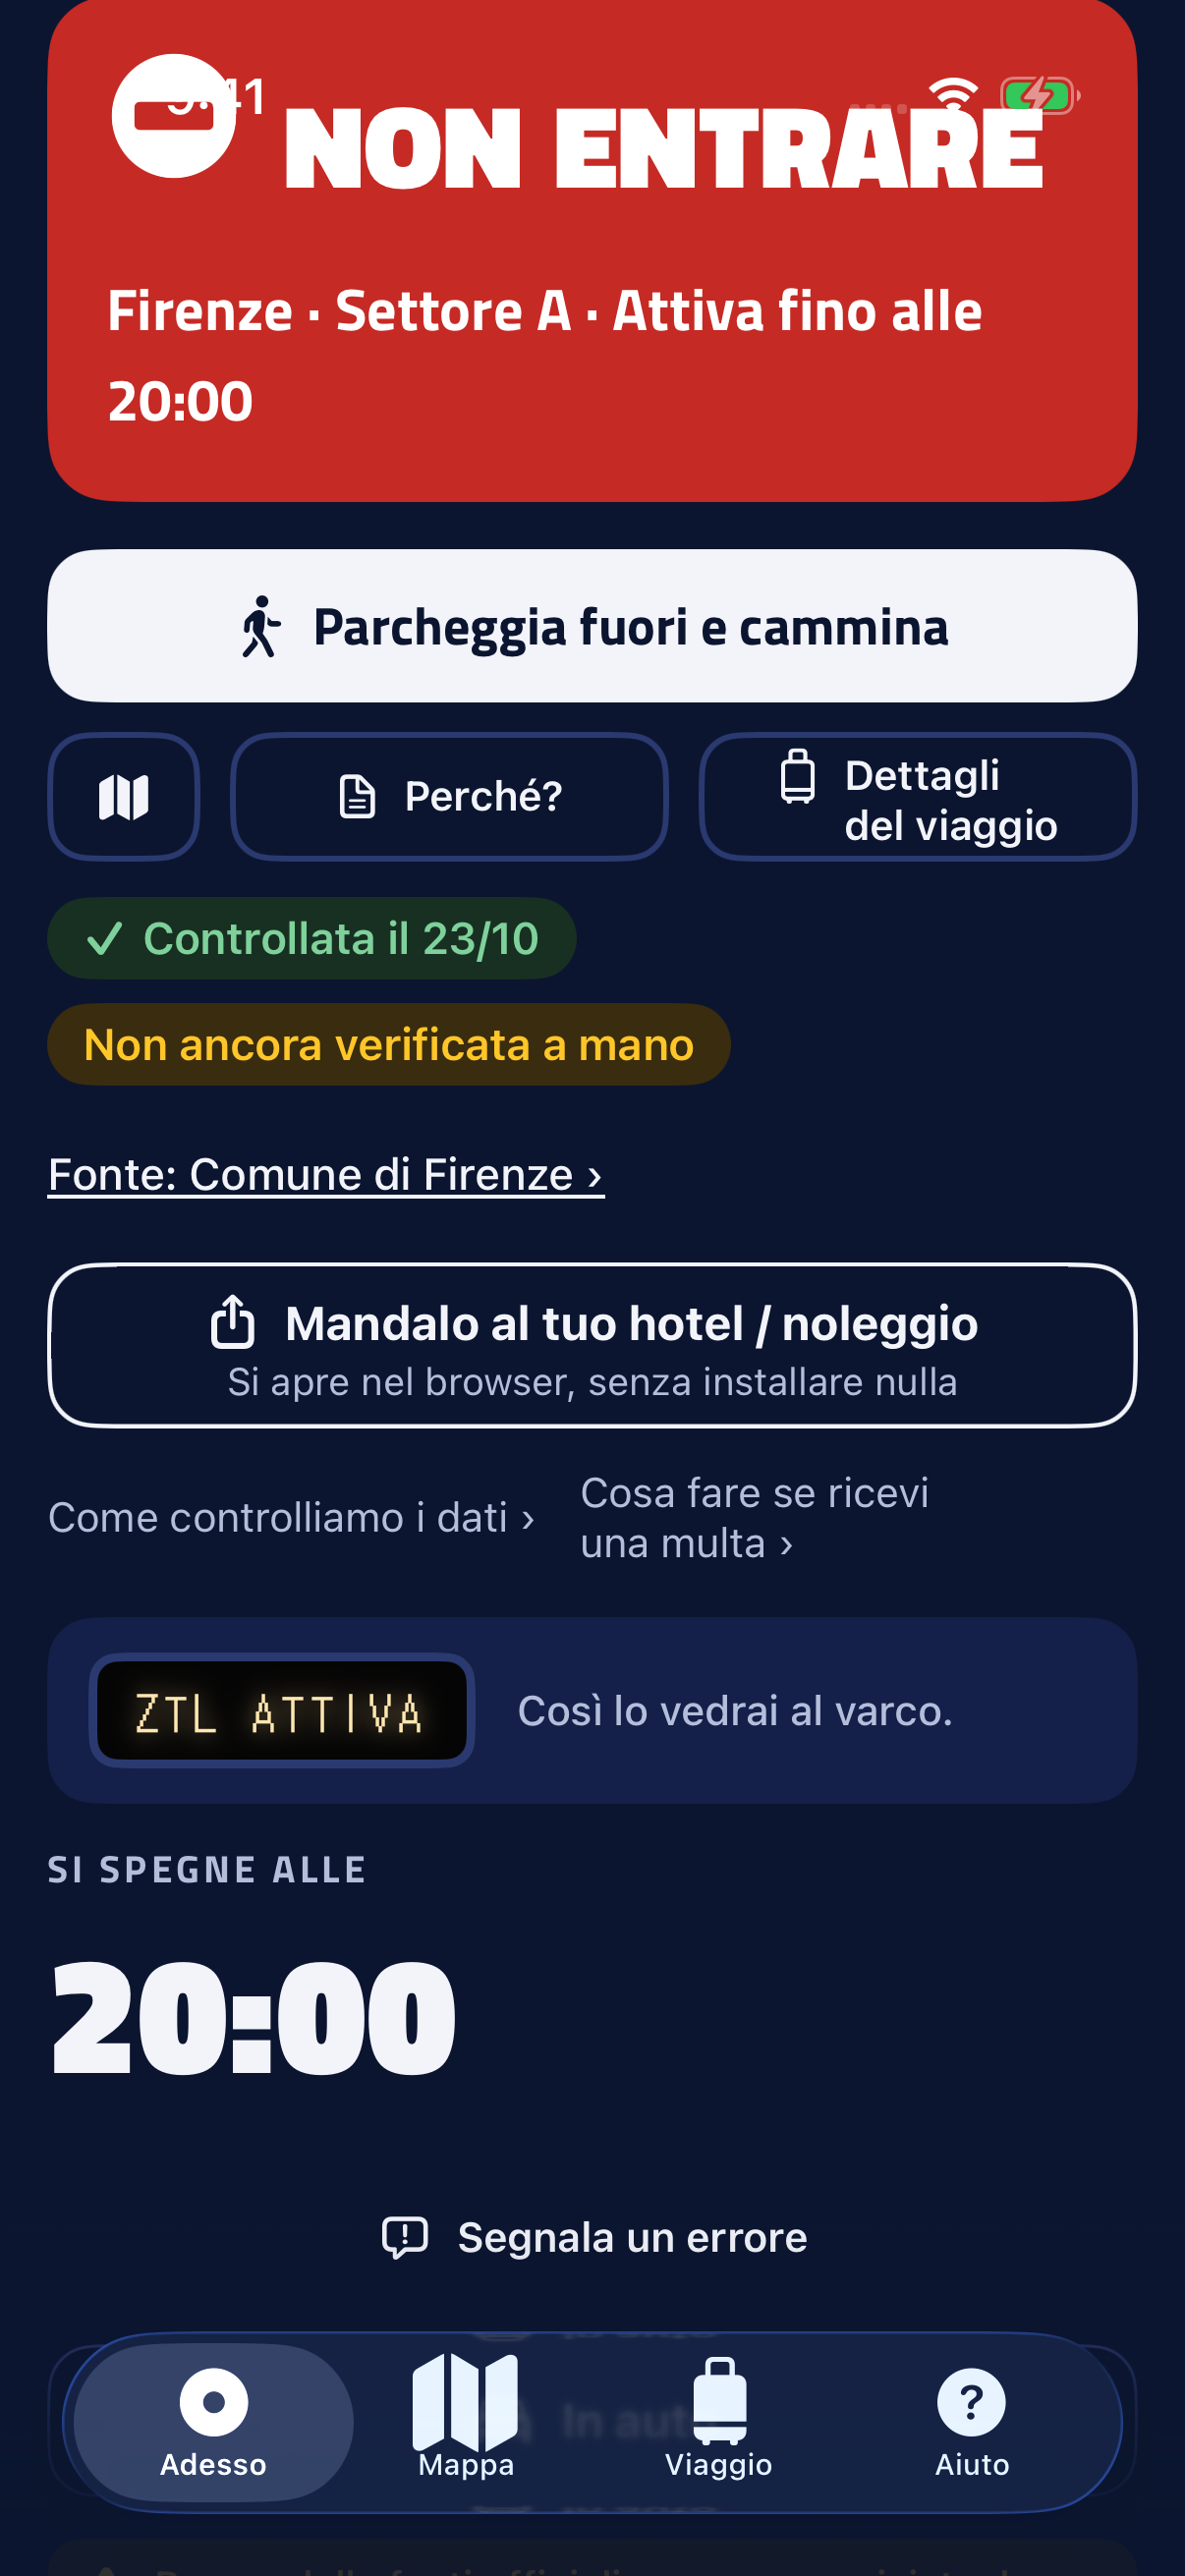 NON ENTRARE
Firenze · Settore A · Attiva fino alle
20:00
Parcheggia fuori e cammina
Perché?
Dettagli
del viaggio
Controllata il 23/10
Non ancora verificata a mano
Fonte: Comune di Firenze ›
Mandalo al tuo hotel / noleggio
Si apre nel browser, senza installare nulla
Come controlliamo i dati ›
Cosa fare se ricevi
una multa ›
ZTL ATTIVA
Così lo vedrai al varco.
SI SPEGNE ALLE
20:00
Segnala un errore
Adesso
Mappa
Viaggio
Aiuto